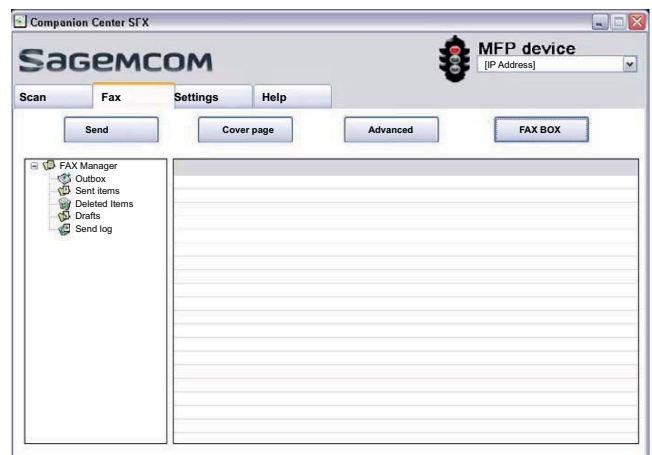 Companion Center SFX
Sagemcom
MFP device
[IP Address]
Scan Fax Settings Help
Send Cover page Advanced FAX BOX
FAX Manager
Outbox
Sent items
Deleted Items
Drafts
Send log